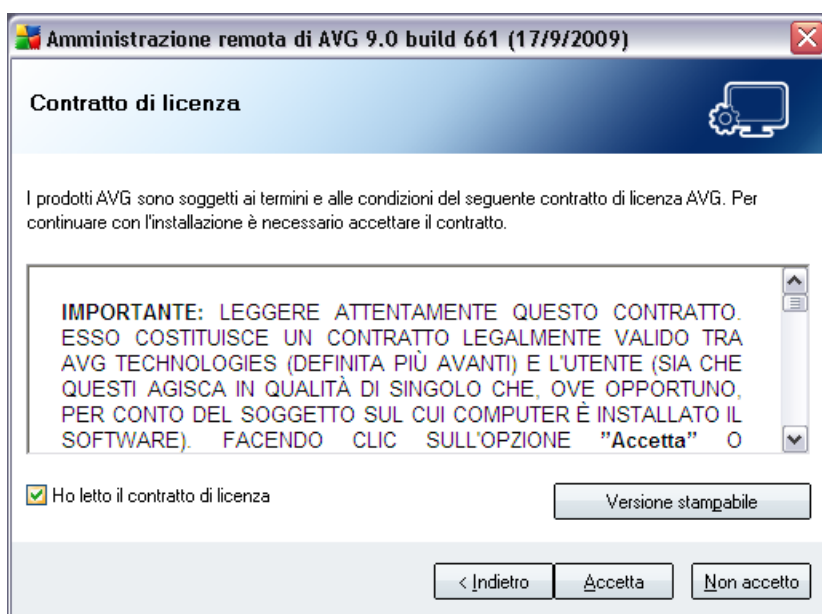 Amministrazione remota di AVG 9.0 build 661 (17/9/2009)
Contratto di licenza
I prodotti AVG sono soggetti ai termini e alle condizioni del seguente contratto di licenza AVG. Per
continuare con l'installazione è necessario accettare il contratto.
IMPORTANTE: LEGGERE ATTENTAMENTE QUESTO CONTRATTO.
ESSO COSTITUISCE UN CONTRATTO LEGALMENTE VALIDO TRA
AVG TECHNOLOGIES (DEFINITA PIÙ AVANTI) E L'UTENTE (SIA CHE
QUESTI AGISCA IN QUALITÀ DI SINGOLO CHE, OVE OPPORTUNO,
PER CONTO DEL SOGGETTO SUL CUI COMPUTER È INSTALLATO IL
SOFTWARE). FACENDO CLIC SULL'OPZIONE ”Accetta” O
Ho letto il contratto di licenza
Versione stampabile
< Indietro
Accetta
Non accetto